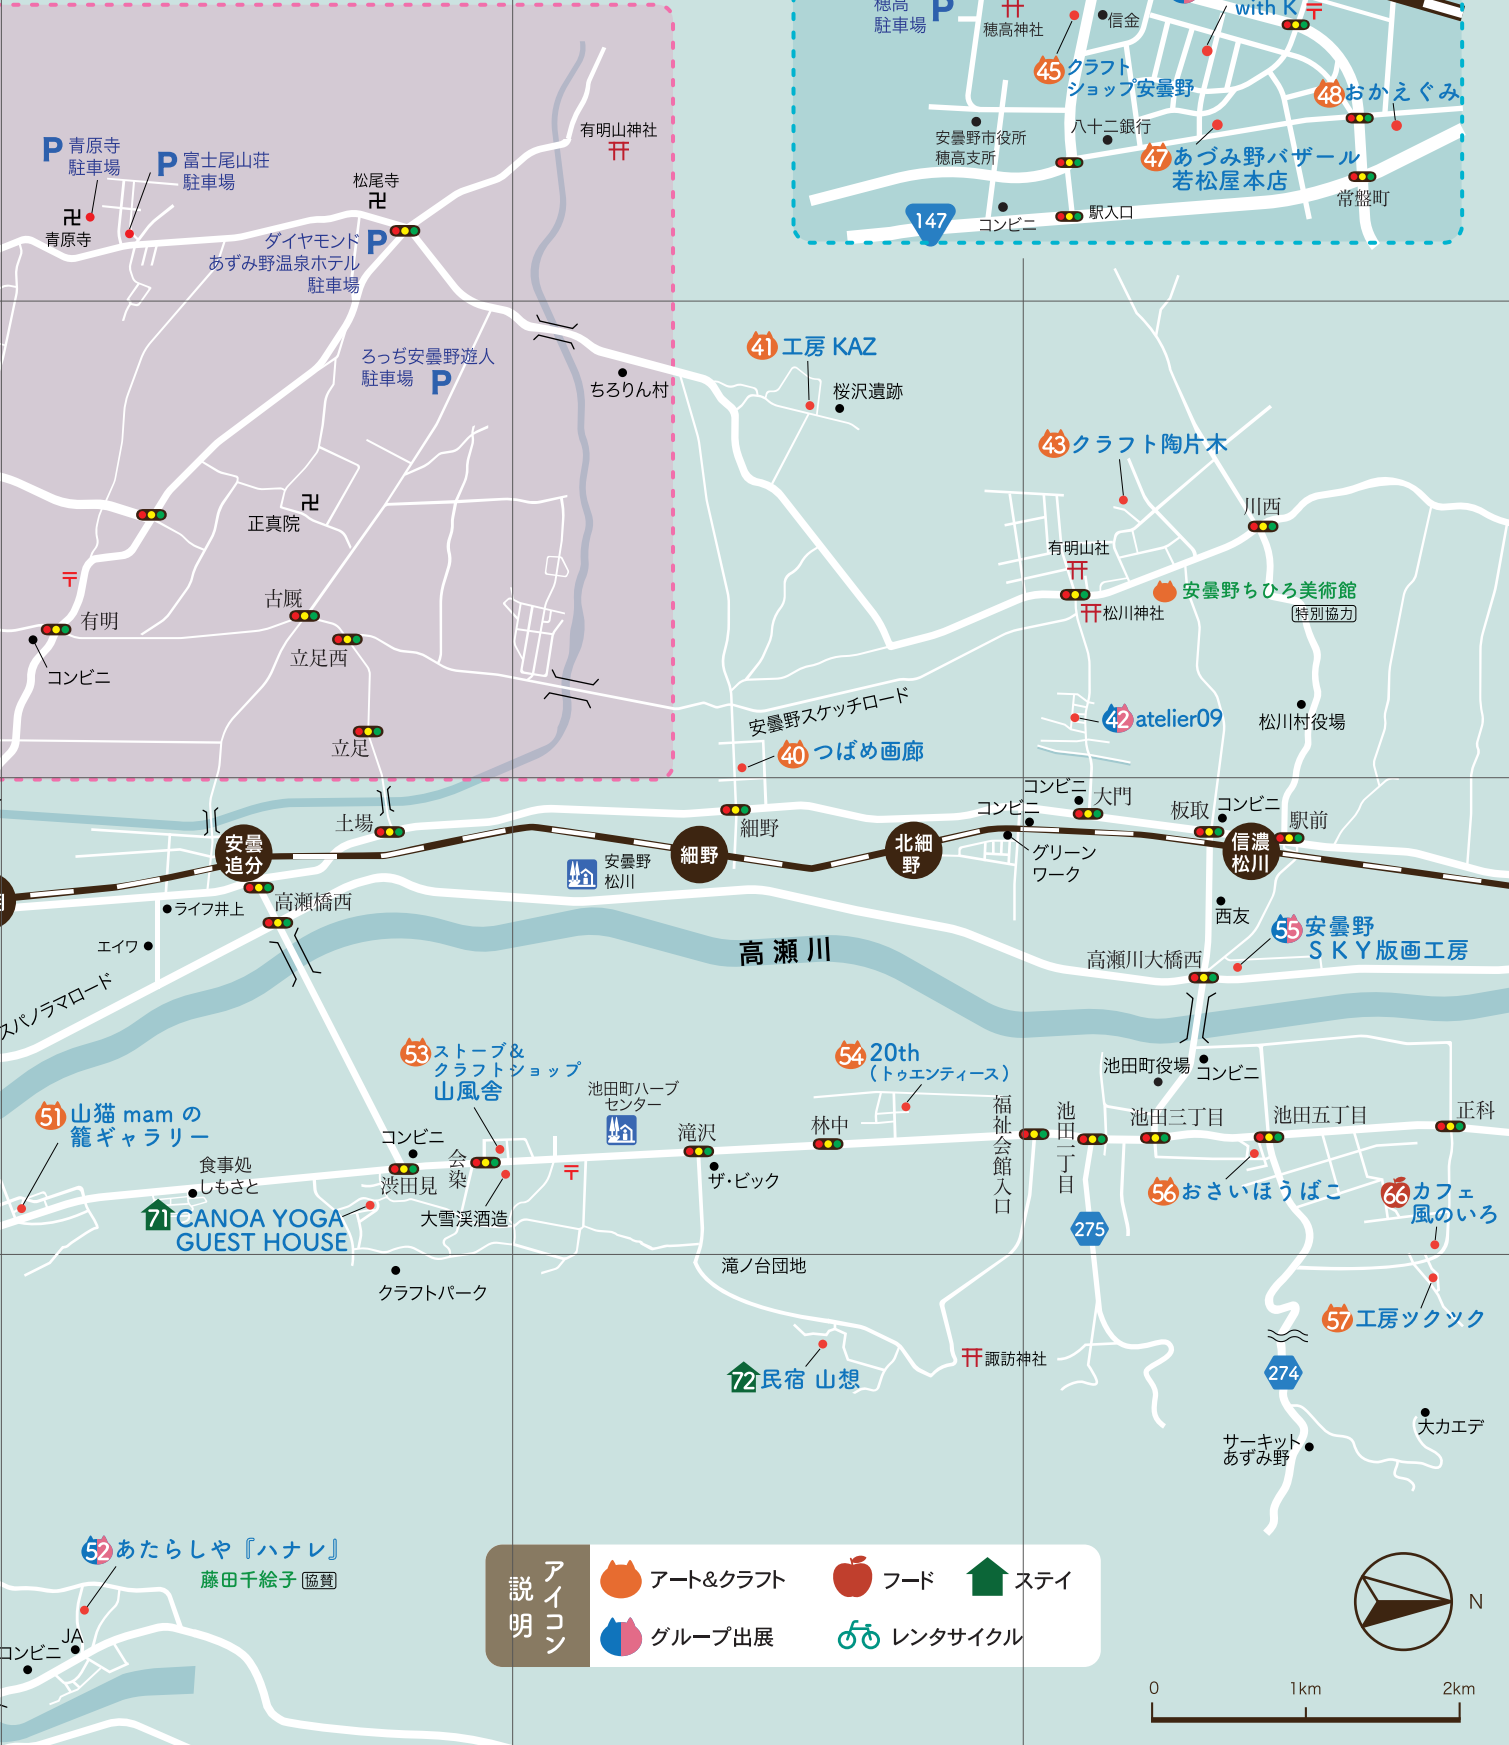 穂高
駐車場
P
穂高神社
信金
with K
45 クラフト
ショップ安曇野
48 おかえぐみ
安曇野市役所
穂高支所
八十二銀行
47 あづみ野バザール
若松屋本店
常盤町
147
コンビニ
駅入口
有明山神社
P 青原寺
駐車場
P 富士尾山荘
駐車場
松尾寺
青原寺
ダイヤモンド
あずみ野温泉ホテル
駐車場
P
ろっぢ安曇野遊人
駐車場 P
ちろりん村
正真院
有明
コンビニ
古厩
立足西
立足
41 工房 KAZ
桜沢遺跡
43 クラフト陶片木
川西
有明山社
松川神社
安曇野ちひろ美術館
特別協力
42 atelier09
松川村役場
安曇野スケッチロード
40 つばめ画廊
土場
安曇
追分
細野
細野
安曇野
松川
北細
野
コンビニ
コンビニ
大門
グリーン
ワーク
板取
コンビニ
信濃
松川
駅前
高瀬橋西
ライフ井上
エイワ
スパノラマロード
高瀬川
西友
55 安曇野
SKY版画工房
高瀬川大橋西
池田町役場
コンビニ
53 ストーブ&
クラフトショップ
山風舎
池田町ハーブ
センター
54 20th
(トゥエンティース)
51 山猫 mam の
籠ギャラリー
食事処
しもさと
コンビニ
渋田見
会染
大雪渓酒造
滝沢
ザ・ビック
林中
福祉会館入口
池田一丁目
池田三丁目
池田五丁目
正科
71 CANOA YOGA
GUEST HOUSE
56 おさいほうばこ
66 カフェ
風のいろ
275
クラフトパーク
滝ノ台団地
57 工房ツクツク
72 民宿 山想
諏訪神社
274
大カエデ
サーキット
あずみ野
52 あたらしや『ハナレ』
藤田千絵子 協賛
JA
コンビニ
アイコン
説明
アート&クラフト
フード
ステイ
グループ出展
レンタサイクル
N
0 1km 2km